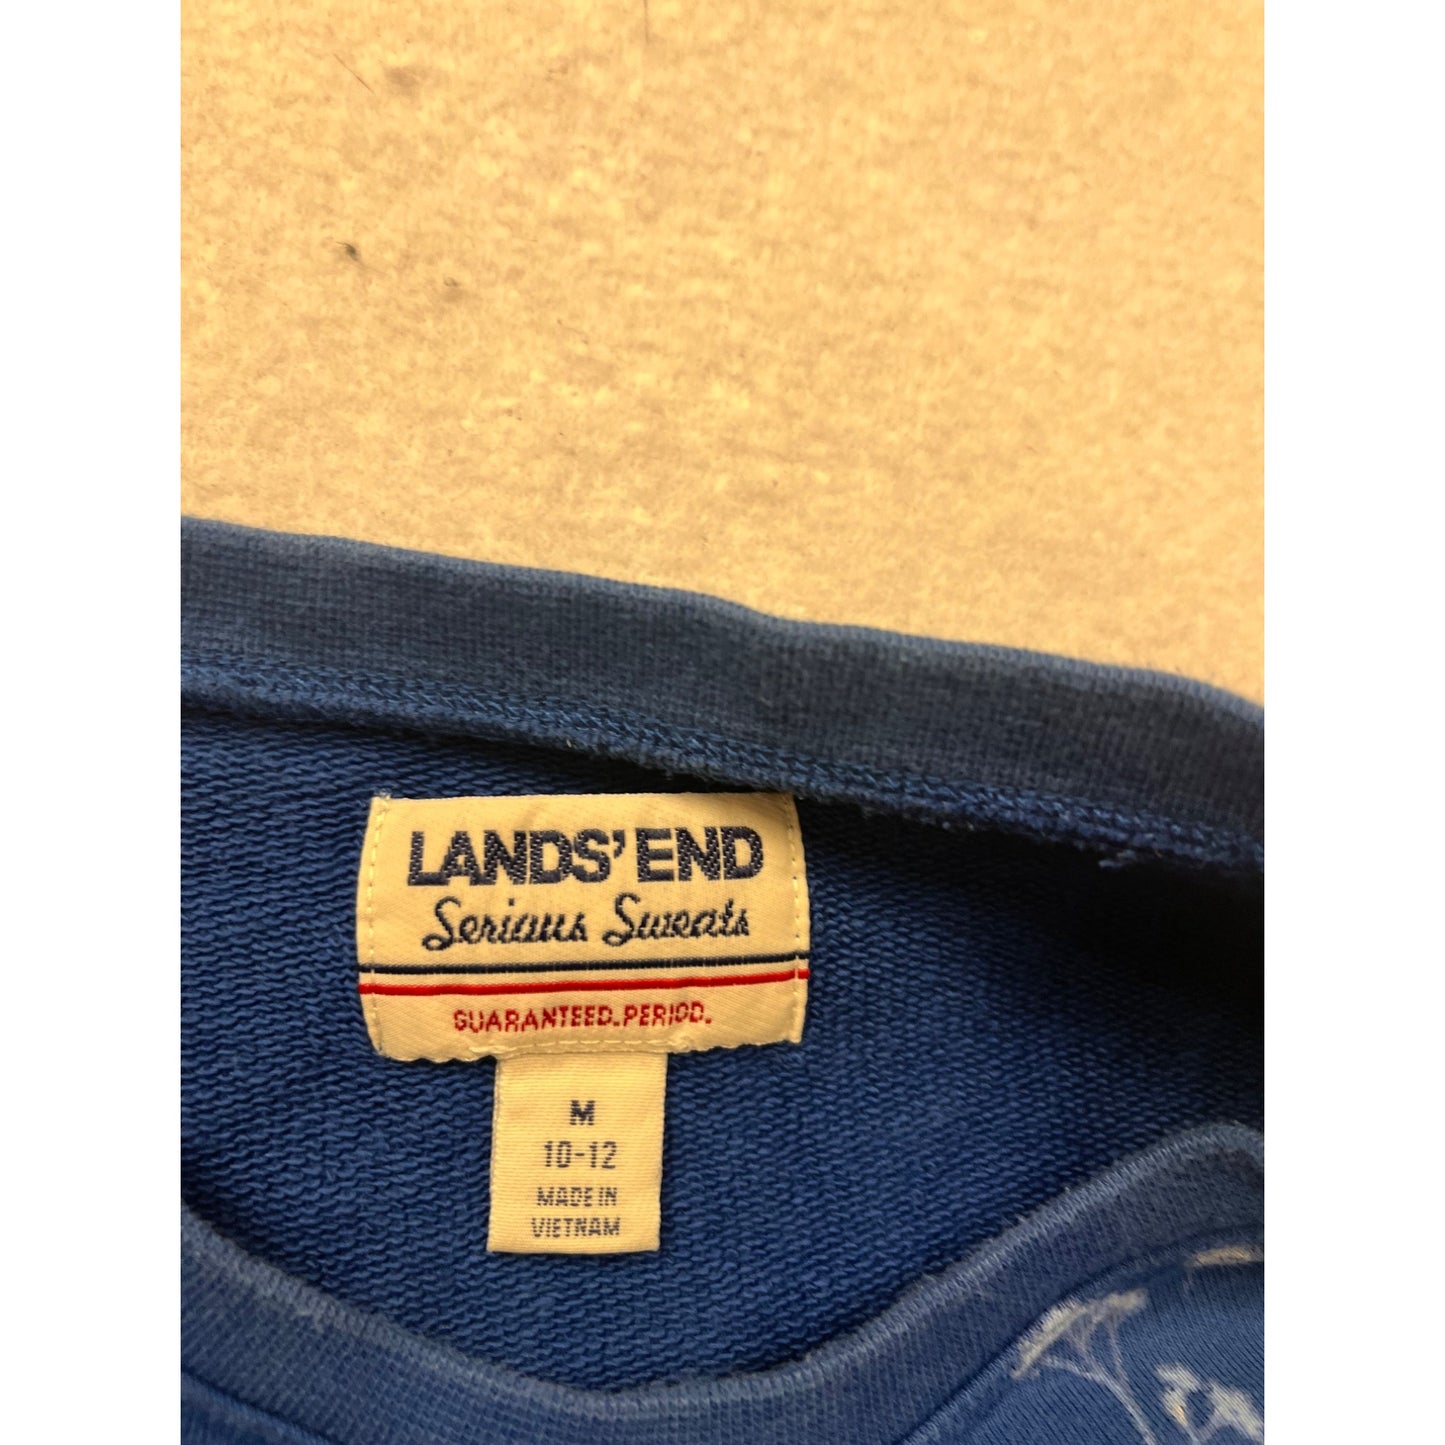 LANDS' END
Serious Sweats
GUARANTEED. PERIOD.
M
10-12
MADE IN
VIETNAM